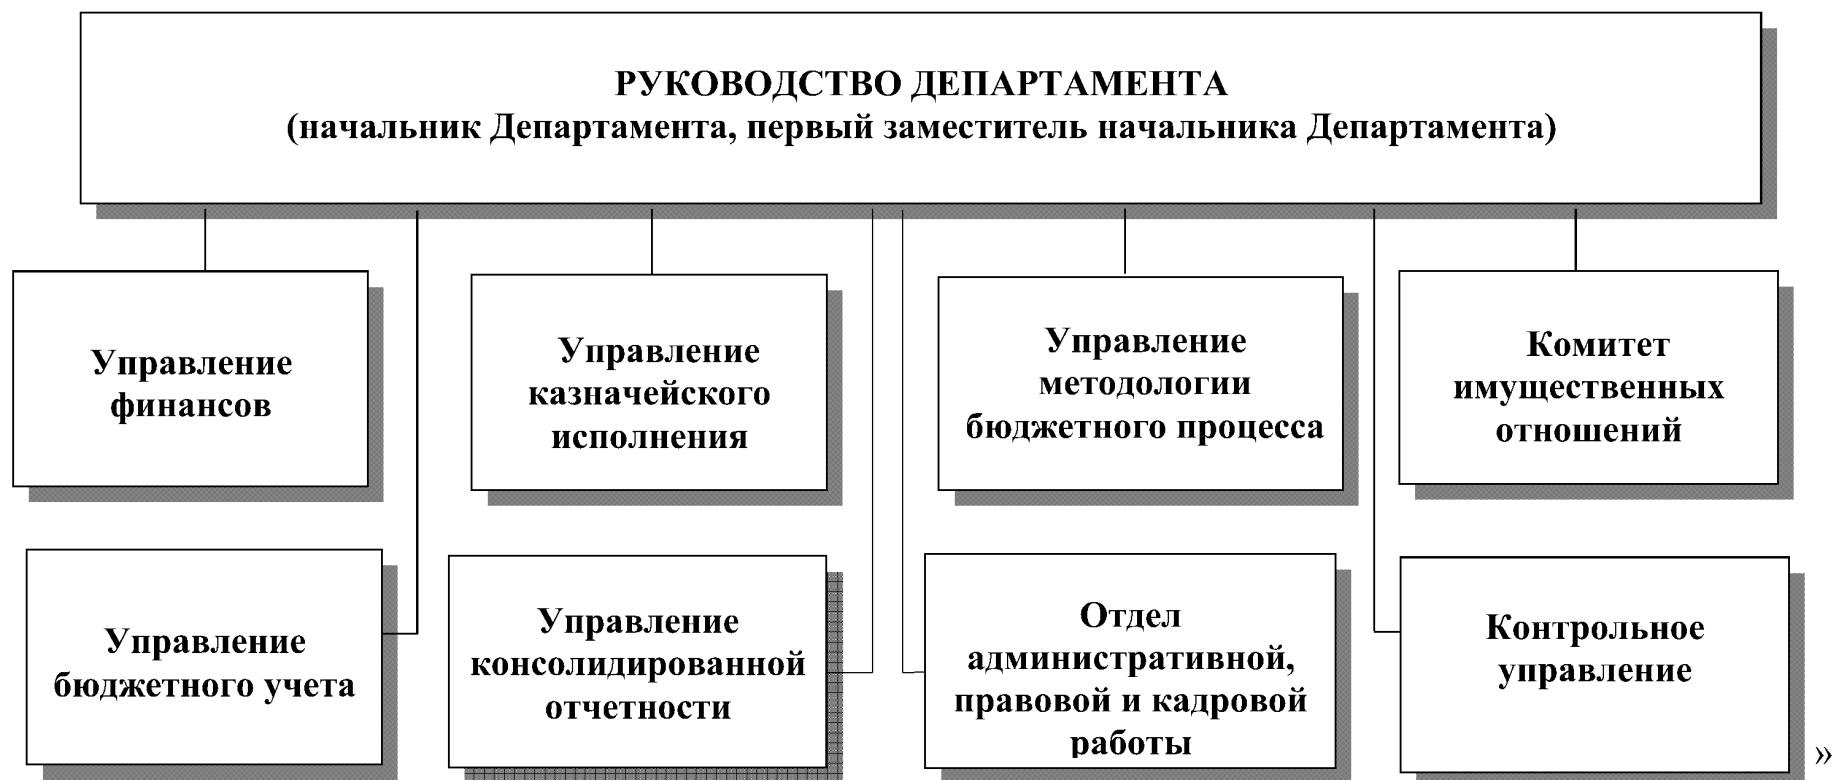 РУКОВОДСТВО ДЕПАРТАМЕНТА
(начальник Департамента, первый заместитель начальника Департамента)
Управление
финансов
Управление
казначейского
исполнения
Управление
методологии
бюджетного процесса
Комитет
имущественных
отношений
Управление
бюджетного учета
Управление
консолидированной
отчетности
Отдел
административной,
правовой и кадровой
работы
Контрольное
управление
»